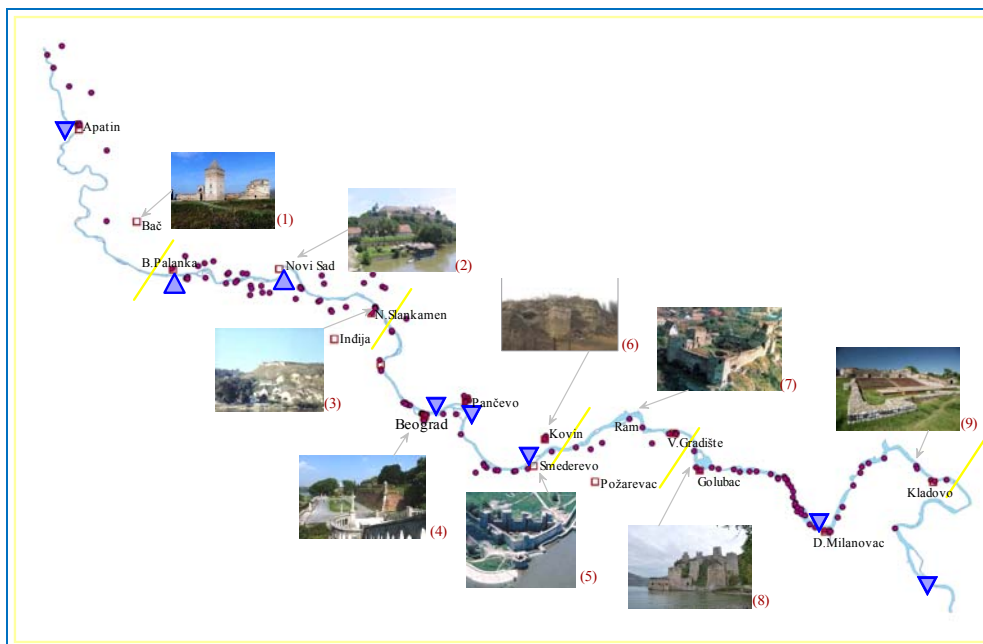 Apatin
Bač
(1)
B.Palanka
Novi Sad
(2)
N.Slankamen
Inđija
(3)
(6)
(7)
Pančevo
Beograd
(4)
Kovin
Ram
V.Gradište
(9)
Smederevo
Požarevac
Golubac
Kladovo
(5)
D.Milanovac
(8)